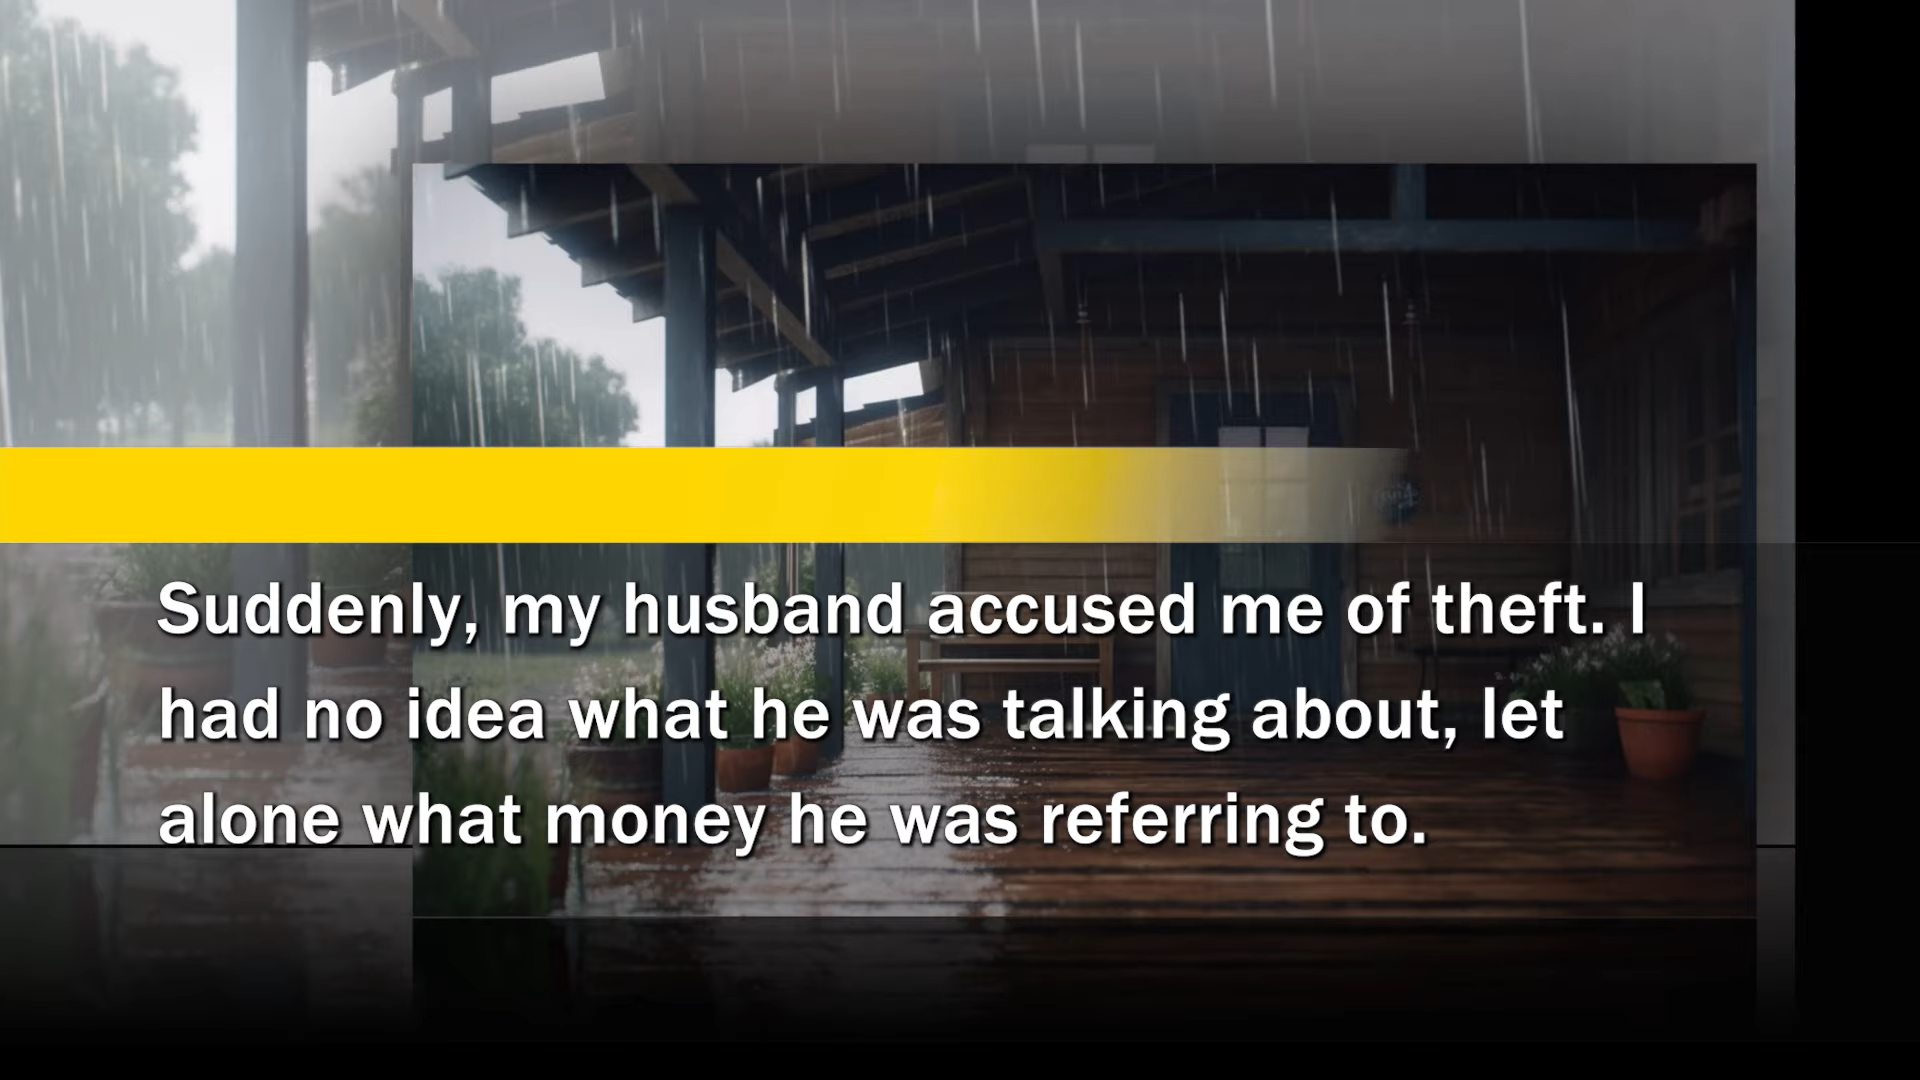 Suddenly, my husband accused me of theft. I
had no idea what he was talking about, let
alone what money he was referring to.